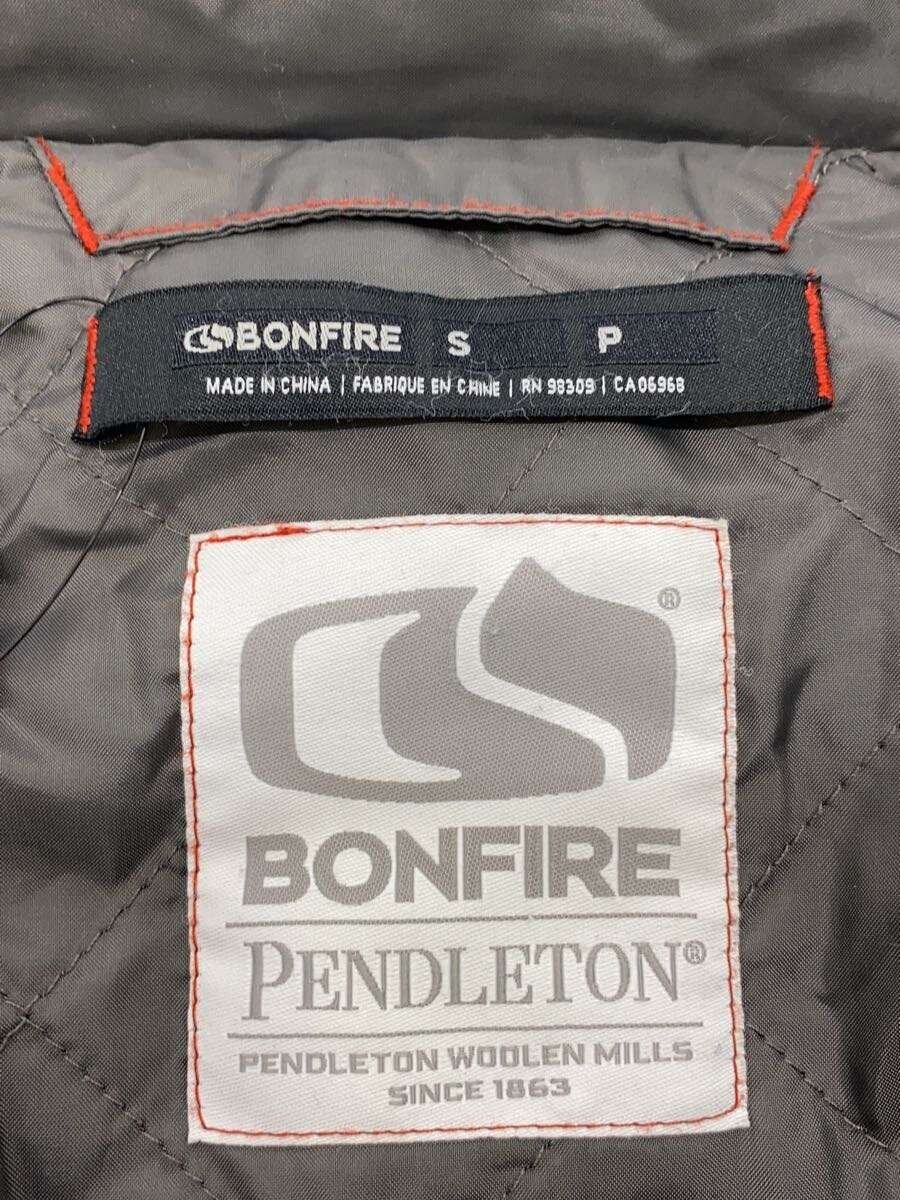 BONFIRE S P
MADE IN CHINA | FABRIQUE EN CHINE | RN 98309 | CA06968
®
BONFIRE
PENDLETON®
PENDLETON WOOLEN MILLS
SINCE 1863